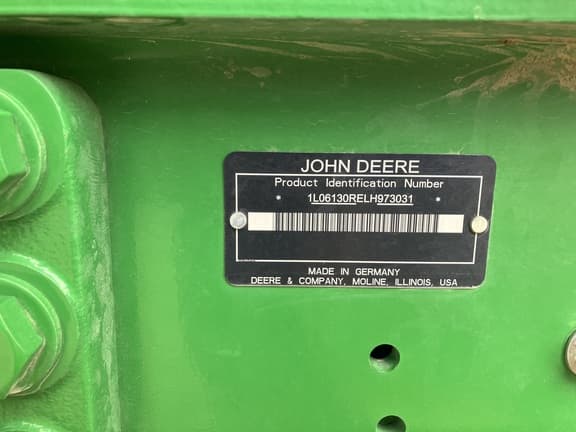 JOHN DEERE
Product Identification Number
* 1L06130RELH973031 *
MADE IN GERMANY
DEERE & COMPANY, MOLINE, ILLINOIS, USA